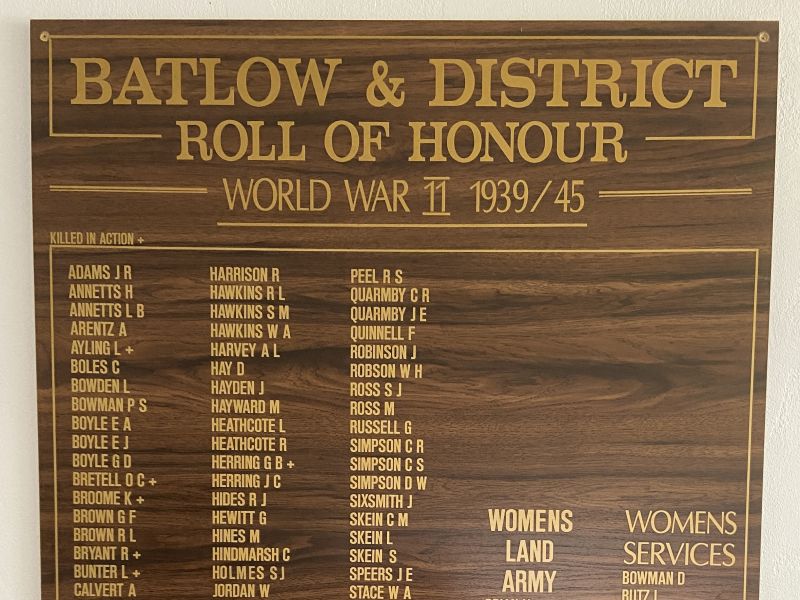 BATLOW & DISTRICT
ROLL OF HONOUR
WORLD WAR II 1939/45
KILLED IN ACTION +
ADAMS J R
ANNETTS H
ANNETTS L B
ARENTZ A
AYLING L +
BOLES C
BOWDEN L
BOWMAN P S
BOYLE E A
BOYLE E J
BOYLE G D
BRETELL O C +
BROOME K +
BROWN G F
BROWN R L
BRYANT R +
BUNTER L +
CALVERT A
HARRISON R
HAWKINS R L
HAWKINS S M
HAWKINS W A
HARVEY A L
HAY D
HAYDEN J
HAYWARD M
HEATHCOTE L
HEATHCOTE R
HERRING G B +
HERRING J C
HIDES R J
HEWITT G
HINES M
HINDMARSH C
HOLMES S J
JORDAN W
PEEL R S
QUARMBY C R
QUARMBY J E
QUINNELL F
ROBINSON J
ROBSON W H
ROSS S J
ROSS M
RUSSELL G
SIMPSON C R
SIMPSON C S
SIMPSON D W
SIXSMITH J
SKEIN C M
SKEIN L
SKEIN S
SPEERS J E
STACE W A
WOMENS
LAND
ARMY
WOMENS
SERVICES
BOWMAN D
BUTZ J